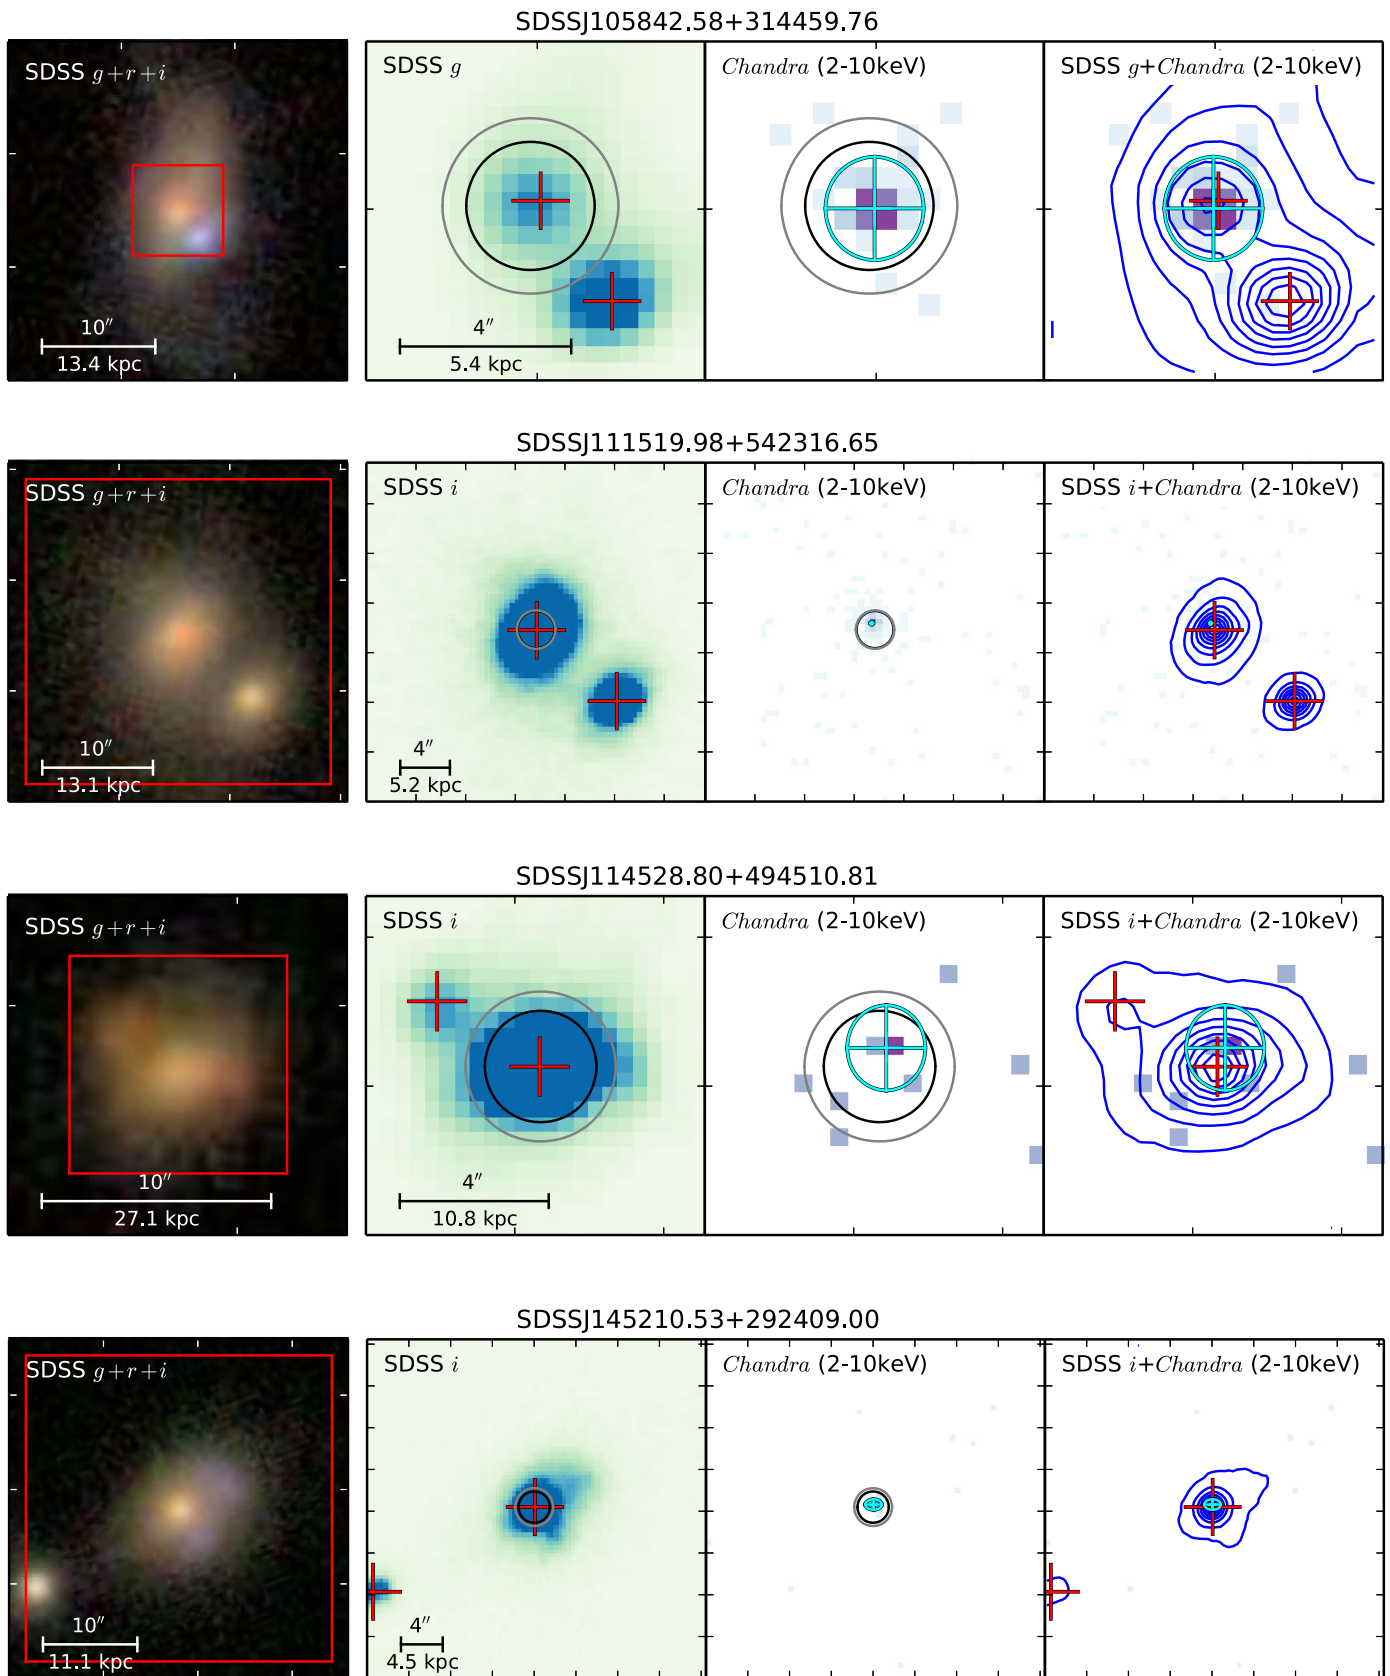 SDSSJ105842.58+314459.76
SDSS g+r+i
SDSS g
Chandra (2-10keV)
SDSS g+Chandra (2-10keV)
10″
13.4 kpc
4″
5.4 kpc
SDSSJ111519.98+542316.65
SDSS g+r+i
SDSS i
Chandra (2-10keV)
SDSS i+Chandra (2-10keV)
10″
13.1 kpc
4″
5.2 kpc
SDSSJ114528.80+494510.81
SDSS g+r+i
SDSS i
Chandra (2-10keV)
SDSS i+Chandra (2-10keV)
10″
27.1 kpc
4″
10.8 kpc
SDSSJ145210.53+292409.00
SDSS g+r+i
SDSS i
Chandra (2-10keV)
SDSS i+Chandra (2-10keV)
10″
11.1 kpc
4″
4.5 kpc